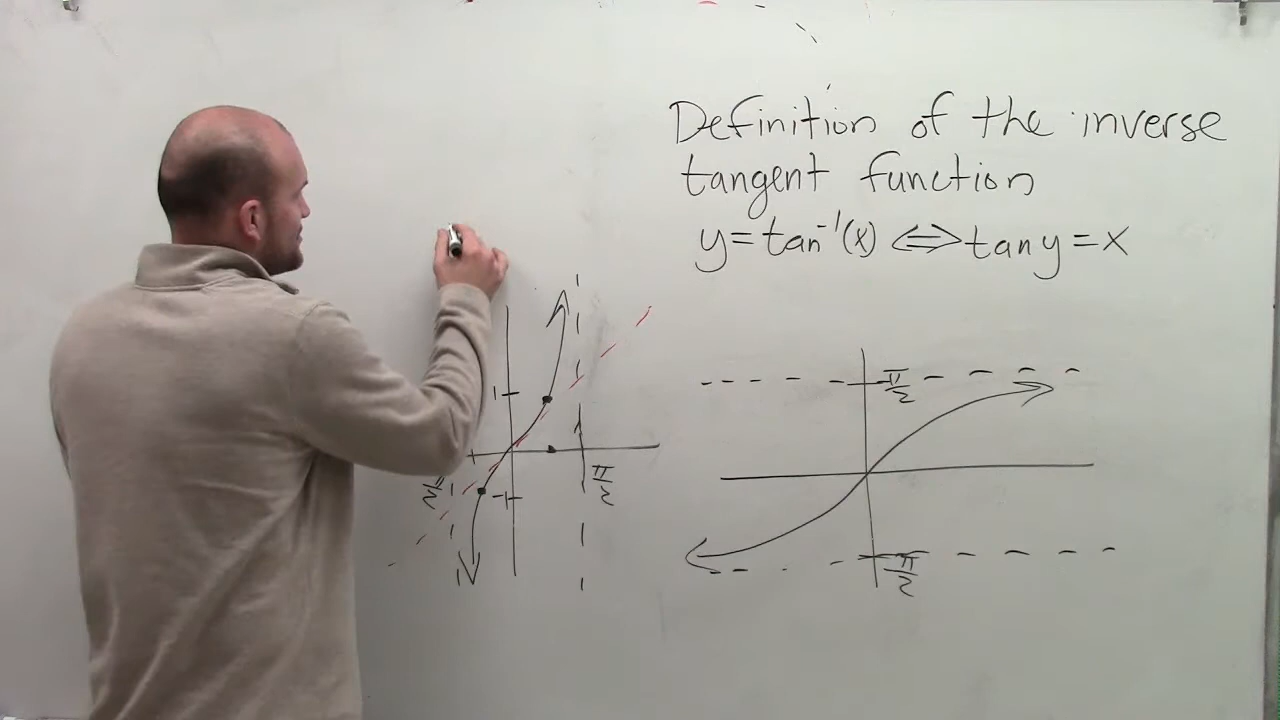 Definition of the inverse
tangent function
y=tan⁻¹(x) ⟺ tan y = x
1
π/2
-1
π/2
-π/2